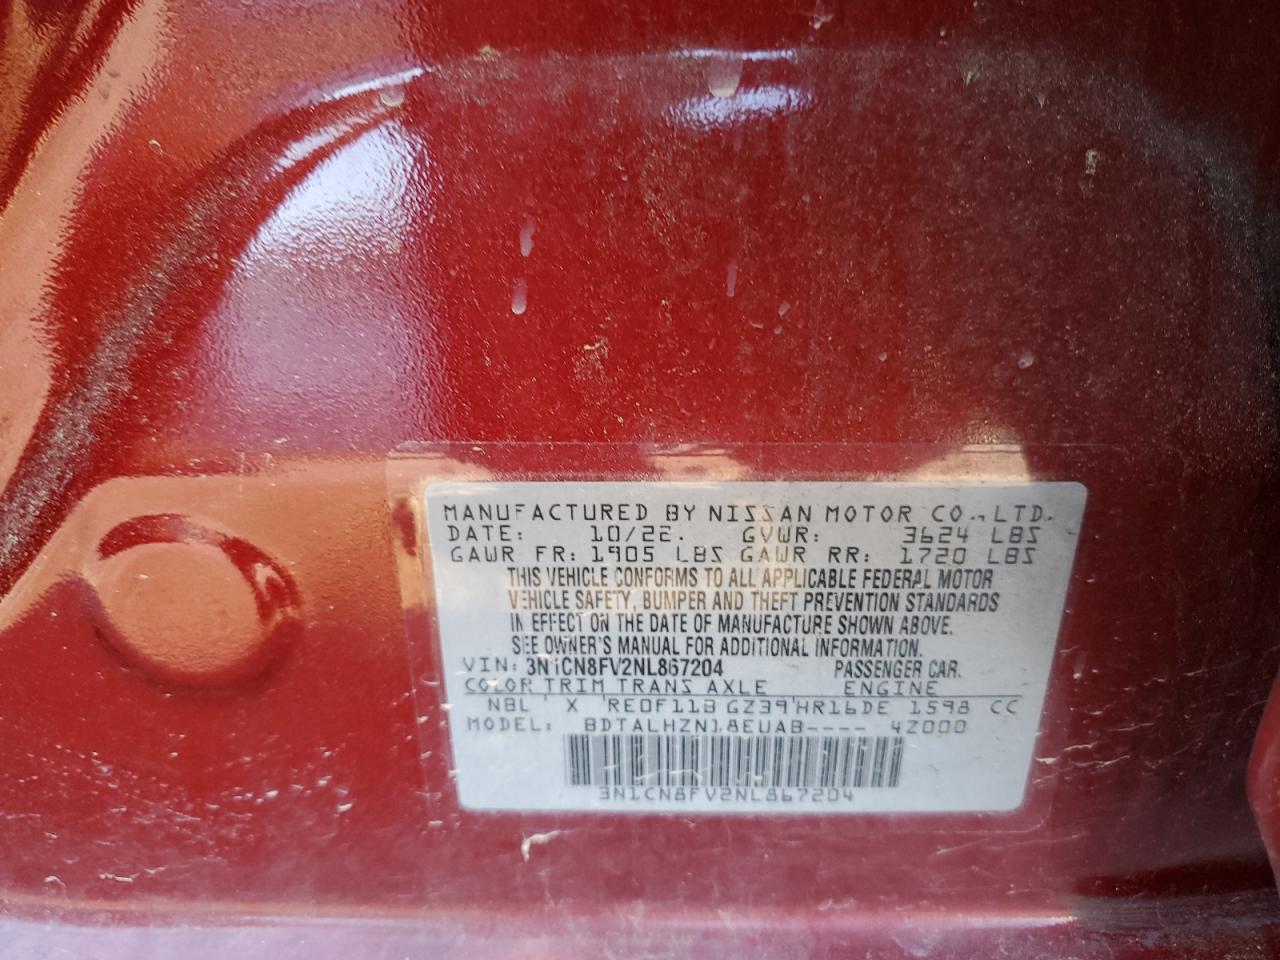 MANUFACTURED BY NISSAN MOTOR CO., LTD.
DATE: 10/22. GVWR: 3624 LBS
GAWR FR: 1905 LBS GAWR RR: 1720 LBS
THIS VEHICLE CONFORMS TO ALL APPLICABLE FEDERAL MOTOR
VEHICLE SAFETY, BUMPER AND THEFT PREVENTION STANDARDS
IN EFFECT ON THE DATE OF MANUFACTURE SHOWN ABOVE.
SEE OWNER'S MANUAL FOR ADDITIONAL INFORMATION.
VIN: 3N1CN8FV2NL867204 PASSENGER CAR.
COLOR TRIM TRANS AXLE ENGINE
NBL X RE0F11B GZ39 HR16DE 1598 CC
MODEL: BDTALHZN18EUAB---- 4Z000
3N1CN8FV2NL867204